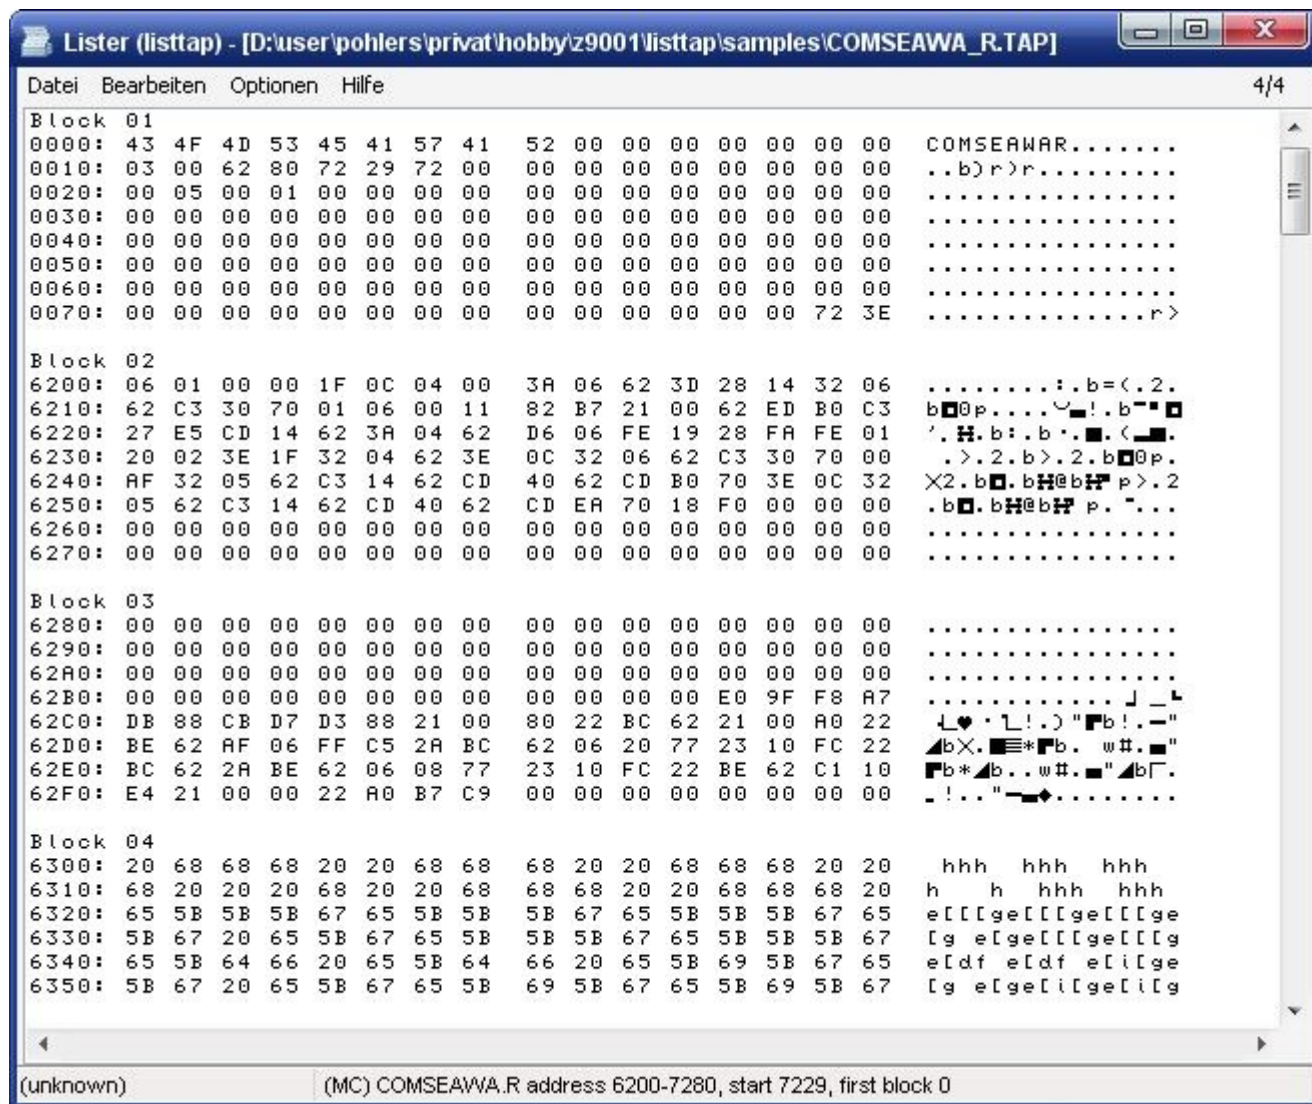 Lister (listtap) - [D:\user\pohlers\privat\hobby\z9001\listtap\samples\COMSEAWA_R.TAP]
Datei Bearbeiten Optionen Hilfe 4/4
Block 01
0000: 43 4F 4D 53 45 41 57 41 52 00 00 00 00 00 00 00 COMSEAWAR.......
0010: 03 00 62 80 72 29 72 00 00 00 00 00 00 00 00 00 ..b)r)r.........
0020: 00 05 00 01 00 00 00 00 00 00 00 00 00 00 00 00 ................
0030: 00 00 00 00 00 00 00 00 00 00 00 00 00 00 00 00 ................
0040: 00 00 00 00 00 00 00 00 00 00 00 00 00 00 00 00 ................
0050: 00 00 00 00 00 00 00 00 00 00 00 00 00 00 00 00 ................
0060: 00 00 00 00 00 00 00 00 00 00 00 00 00 00 00 00 ................
0070: 00 00 00 00 00 00 00 00 00 00 00 00 00 00 72 3E ..............r>
Block 02
6200: 06 01 00 00 1F 0C 04 00 3A 06 62 3D 28 14 32 06 ........:.b=(.2.
6210: 62 C3 30 70 01 06 00 11 82 B7 21 00 62 ED B0 C3
6220: 27 E5 CD 14 62 3A 04 62 D6 06 FE 19 28 FA FE 01
6230: 20 02 3E 1F 32 04 62 3E 0C 32 06 62 C3 30 70 00
6240: AF 32 05 62 C3 14 62 CD 40 62 CD B0 70 3E 0C 32
6250: 05 62 C3 14 62 CD 40 62 CD EA 70 18 F0 00 00 00
6260: 00 00 00 00 00 00 00 00 00 00 00 00 00 00 00 00 ................
6270: 00 00 00 00 00 00 00 00 00 00 00 00 00 00 00 00 ................
Block 03
6280: 00 00 00 00 00 00 00 00 00 00 00 00 00 00 00 00 ................
6290: 00 00 00 00 00 00 00 00 00 00 00 00 00 00 00 00 ................
62A0: 00 00 00 00 00 00 00 00 00 00 00 00 00 00 00 00 ................
62B0: 00 00 00 00 00 00 00 00 00 00 00 00 E0 9F F8 A7
62C0: DB 88 CB D7 D3 88 21 00 80 22 BC 62 21 00 A0 22
62D0: BE 62 AF 06 FF C5 2A BC 62 06 20 77 23 10 FC 22
62E0: BC 62 2A BE 62 06 08 77 23 10 FC 22 BE 62 C1 10
62F0: E4 21 00 00 22 A0 B7 C9 00 00 00 00 00 00 00 00
Block 04
6300: 20 68 68 68 20 20 68 68 68 20 20 68 68 68 20 20 hhh  hhh  hhh
6310: 68 20 20 20 68 20 20 68 68 68 20 20 68 68 68 20 h   h  hhh  hhh
6320: 65 5B 5B 5B 67 65 5B 5B 5B 67 65 5B 5B 5B 67 65 e[[[ge[[[ge[[[ge
6330: 5B 67 20 65 5B 67 65 5B 5B 5B 67 65 5B 5B 5B 67 [g e[ge[[[ge[[[g
6340: 65 5B 64 66 20 65 5B 64 66 20 65 5B 69 5B 67 65 e[df e[df e[i[ge
6350: 5B 67 20 65 5B 67 65 5B 69 5B 67 65 5B 69 5B 67 [g e[ge[i[ge[i[g
(unknown) (MC) COMSEAWA.R address 6200-7280, start 7229, first block 0